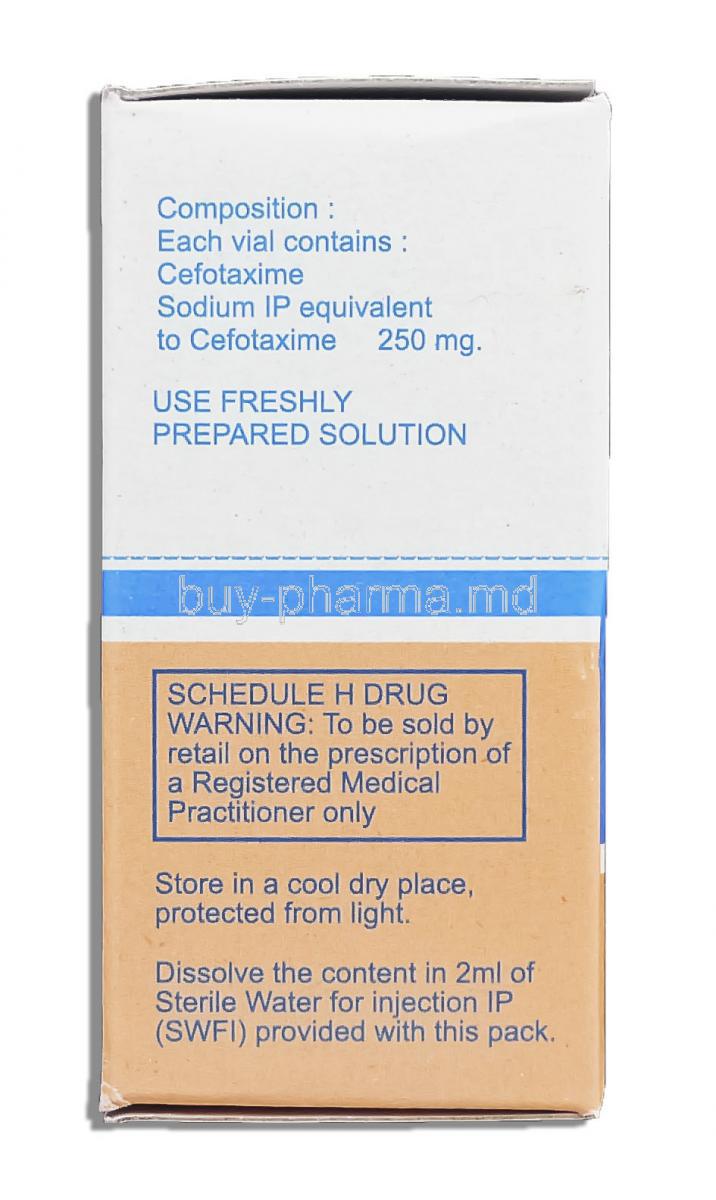 Composition :
Each vial contains :
Cefotaxime
Sodium IP equivalent
to Cefotaxime 250 mg.
USE FRESHLY
PREPARED SOLUTION
buy-pharma.md
SCHEDULE H DRUG
WARNING: To be sold by
retail on the prescription of
a Registered Medical
Practitioner only
Store in a cool dry place,
protected from light.
Dissolve the content in 2ml of
Sterile Water for injection IP
(SWFI) provided with this pack.